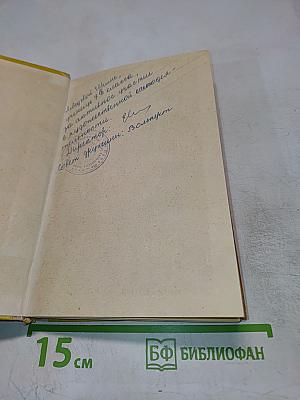 ученице 7 в класса,
за активное участие
в художественной самодея-
тельности.
Директор:
Совет дружины:
15 см
БФ БИБЛИОФАН